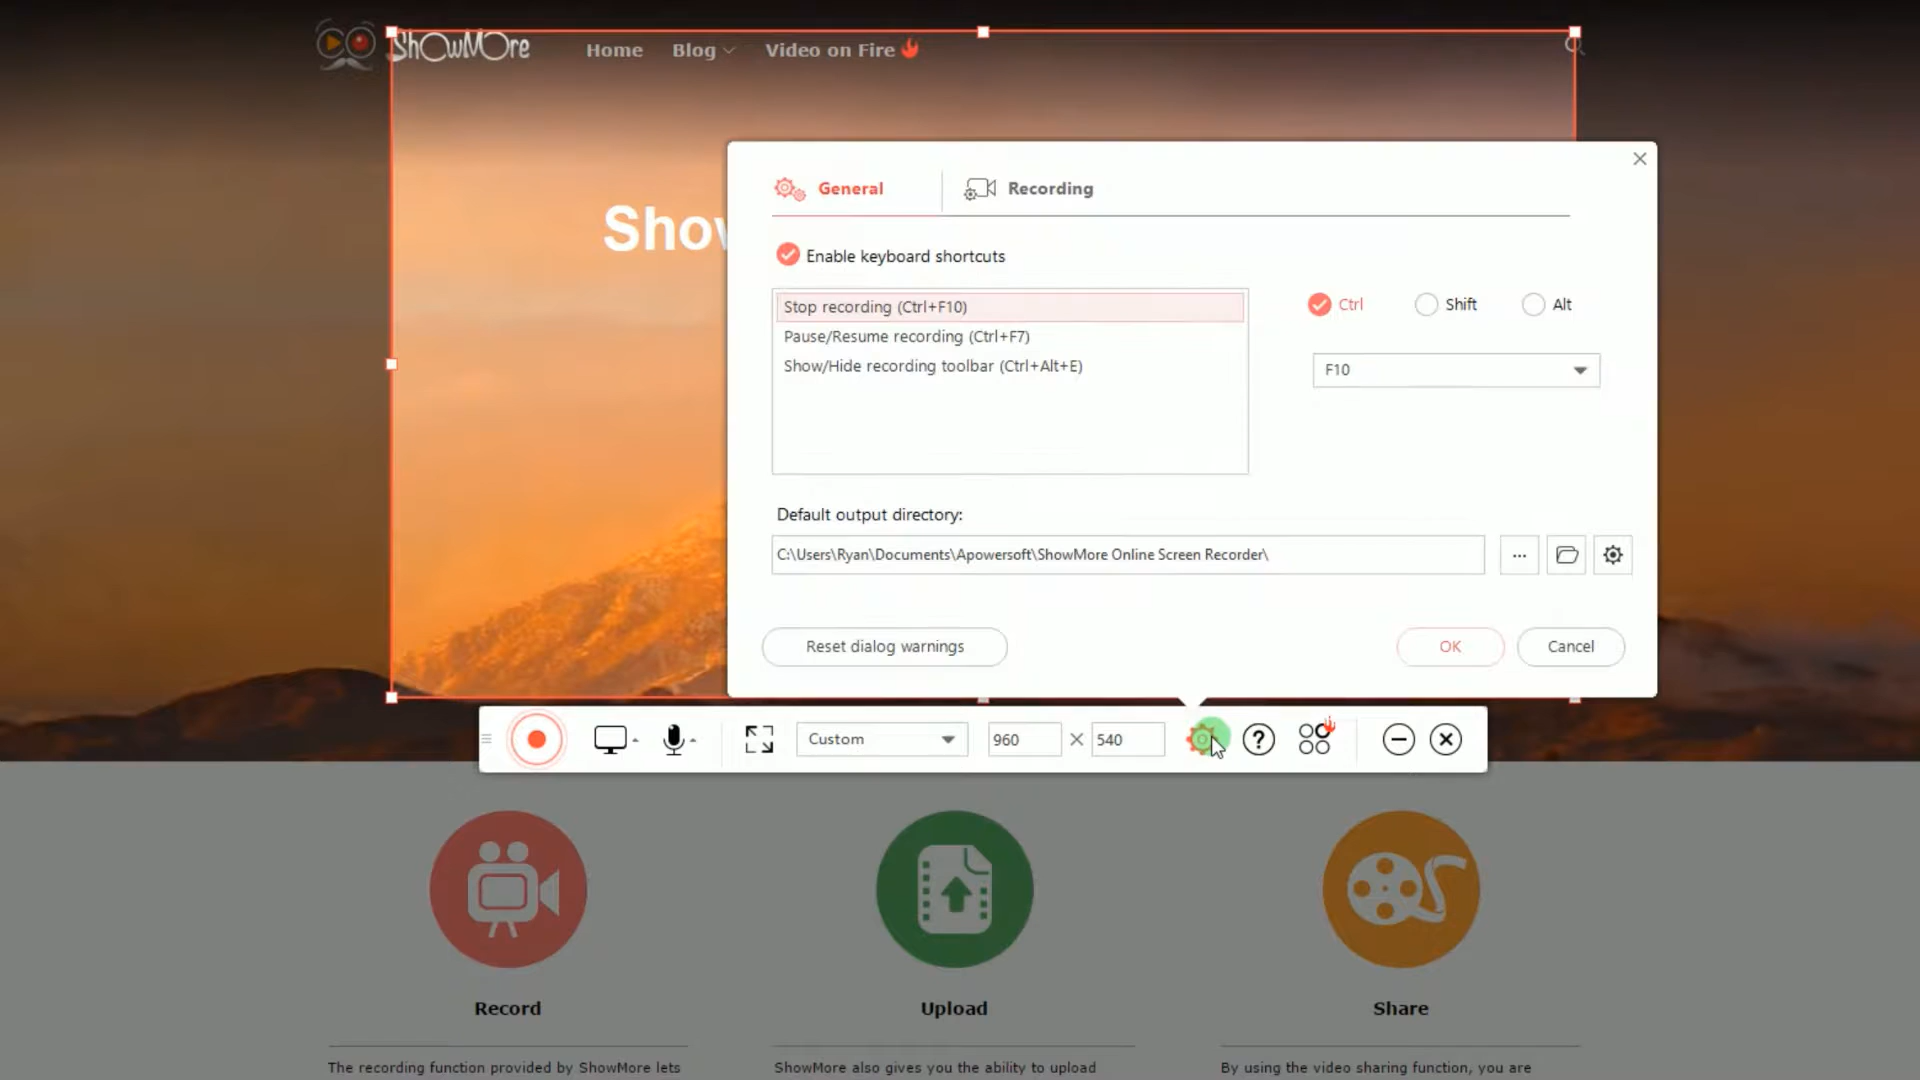 ShowMore
Home
Blog
Video on Fire
Show
General
Recording
Enable keyboard shortcuts
Stop recording (Ctrl+F10)
Pause/Resume recording (Ctrl+F7)
Show/Hide recording toolbar (Ctrl+Alt+E)
Ctrl
Shift
Alt
F10
Default output directory:
C:\Users\Ryan\Documents\Apowersoft\ShowMore Online Screen Recorder\
...
Reset dialog warnings
OK
Cancel
Custom
960
540
?
Record
Upload
Share
The recording function provided by ShowMore lets
ShowMore also gives you the ability to upload
By using the video sharing function, you are